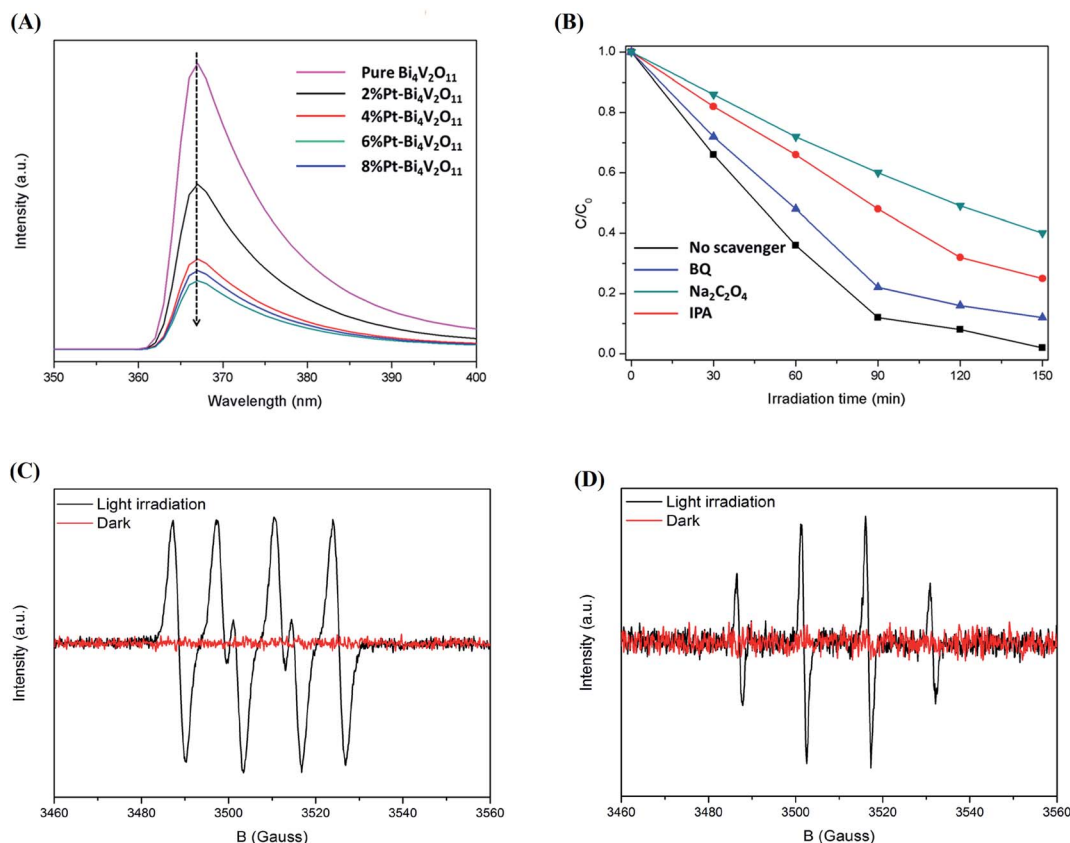 (A)
Intensity (a.u.)
Pure Bi₄V₂O₁₁
2%Pt-Bi₄V₂O₁₁
4%Pt-Bi₄V₂O₁₁
6%Pt-Bi₄V₂O₁₁
8%Pt-Bi₄V₂O₁₁
350 360 370 380 390 400
Wavelength (nm)
(B)
C/C₀
1.0
0.8
0.6
0.4
0.2
0.0
No scavenger
BQ
Na₂C₂O₄
IPA
0 30 60 90 120 150
Irradiation time (min)
(C)
Intensity (a.u.)
Light irradiation
Dark
3460 3480 3500 3520 3540 3560
B (Gauss)
(D)
Intensity (a.u.)
Light irradiation
Dark
3460 3480 3500 3520 3540 3560
B (Gauss)